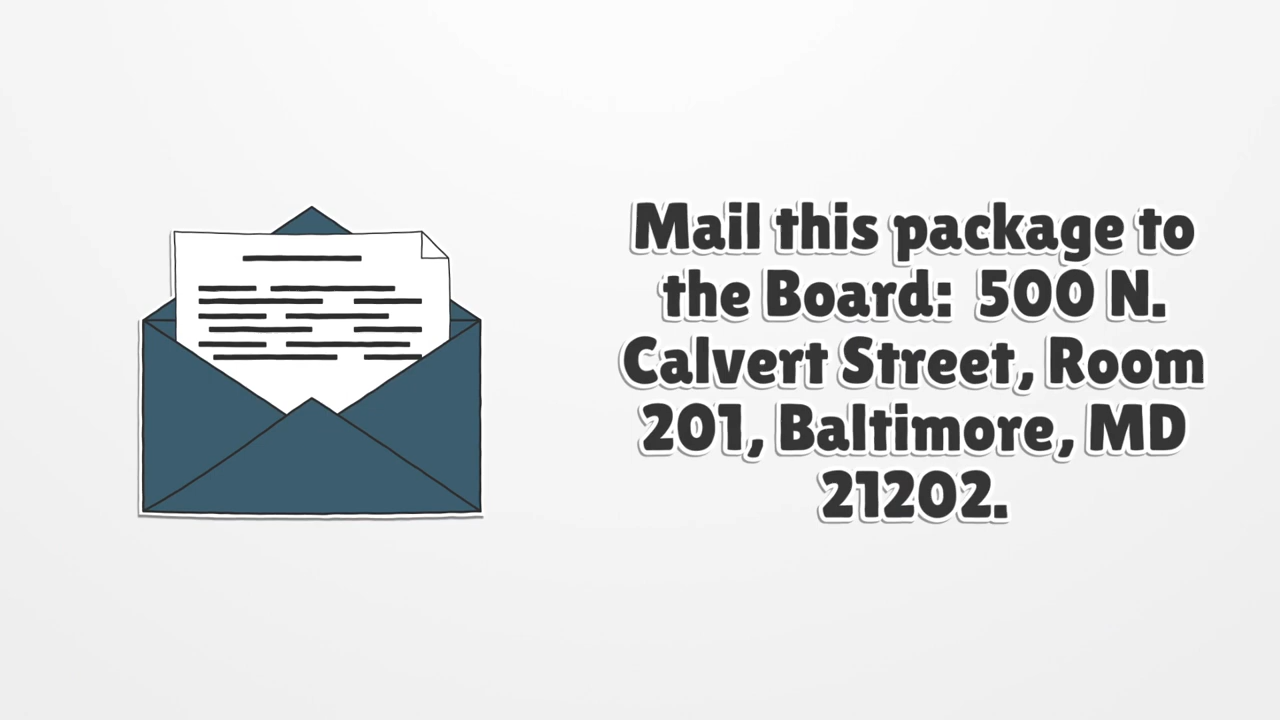 Mail this package to
the Board:  500 N.
Calvert Street, Room
201, Baltimore, MD
21202.